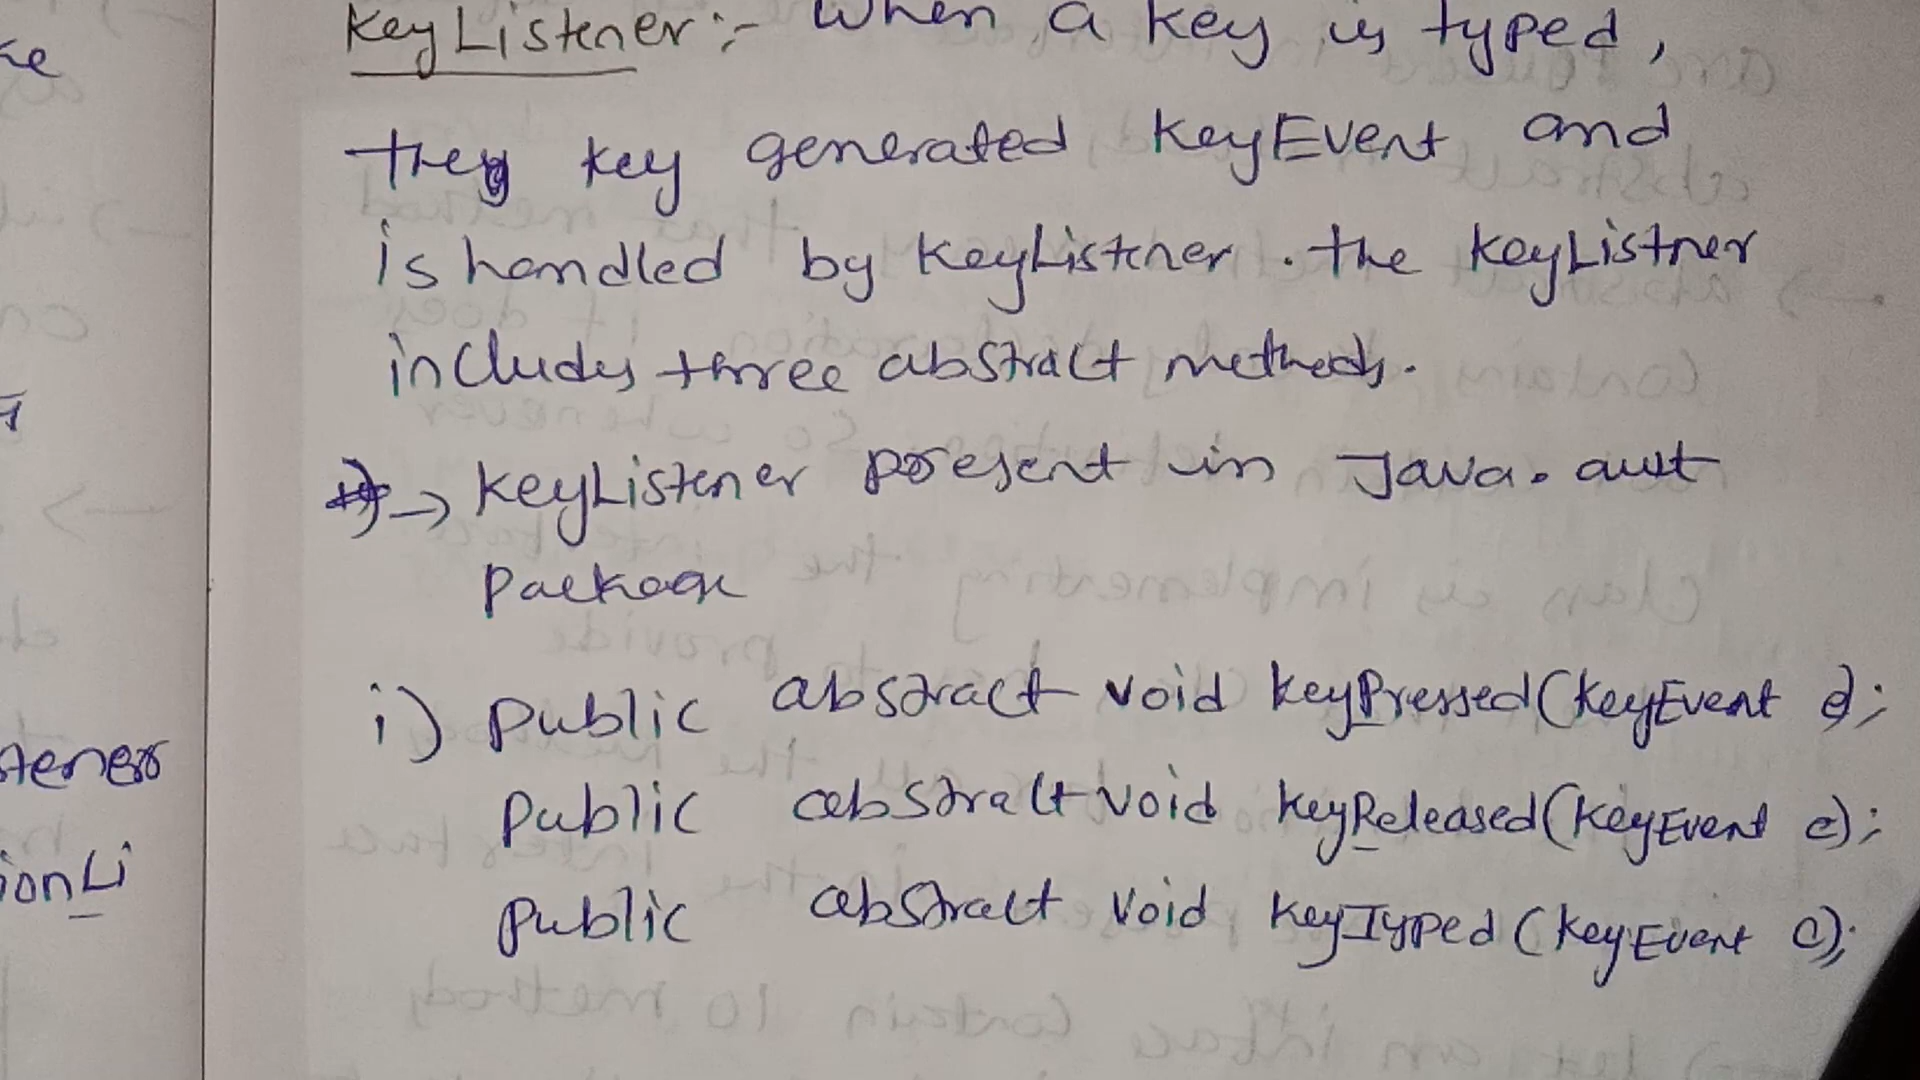 KeyListener :- When a key is typed,
they key generated KeyEvent and
is handled by KeyListener . the KeyListner
includes three abstract methods.
-> KeyListener present in Java.awt
package
i) public abstract void keyPressed(KeyEvent e);
public abstract void keyReleased(KeyEvent e);
public abstract void keyTyped(KeyEvent e);